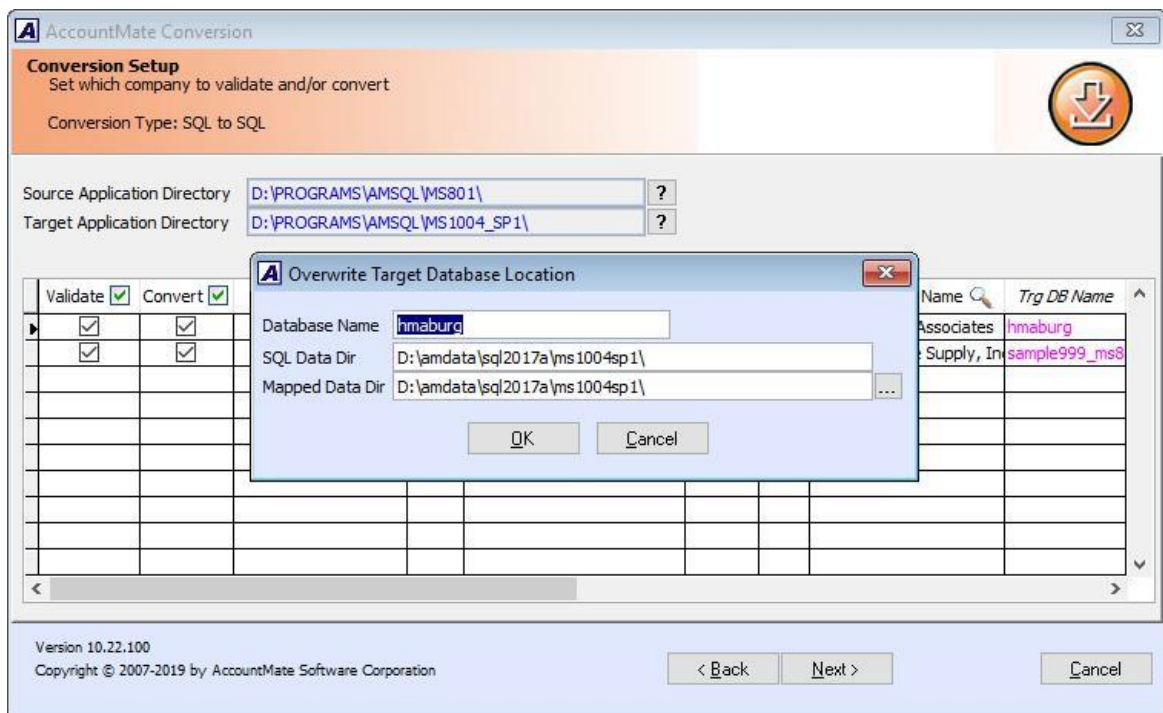 AccountMate Conversion
Conversion Setup
Set which company to validate and/or convert
Conversion Type: SQL to SQL
Source Application Directory D:\PROGRAMS\AMSQL\MS801\ ?
Target Application Directory D:\PROGRAMS\AMSQL\MS1004_SP1\ ?
Overwrite Target Database Location
Validate Convert Name Trg DB Name
Database Name hmaburg
Associates hmaburg
SQL Data Dir D:\amdata\sql2017a\ms1004sp1\
Supply, In sample999_ms8
Mapped Data Dir D:\amdata\sql2017a\ms1004sp1\ ...
OK Cancel
Version 10.22.100
Copyright © 2007-2019 by AccountMate Software Corporation
< Back Next > Cancel